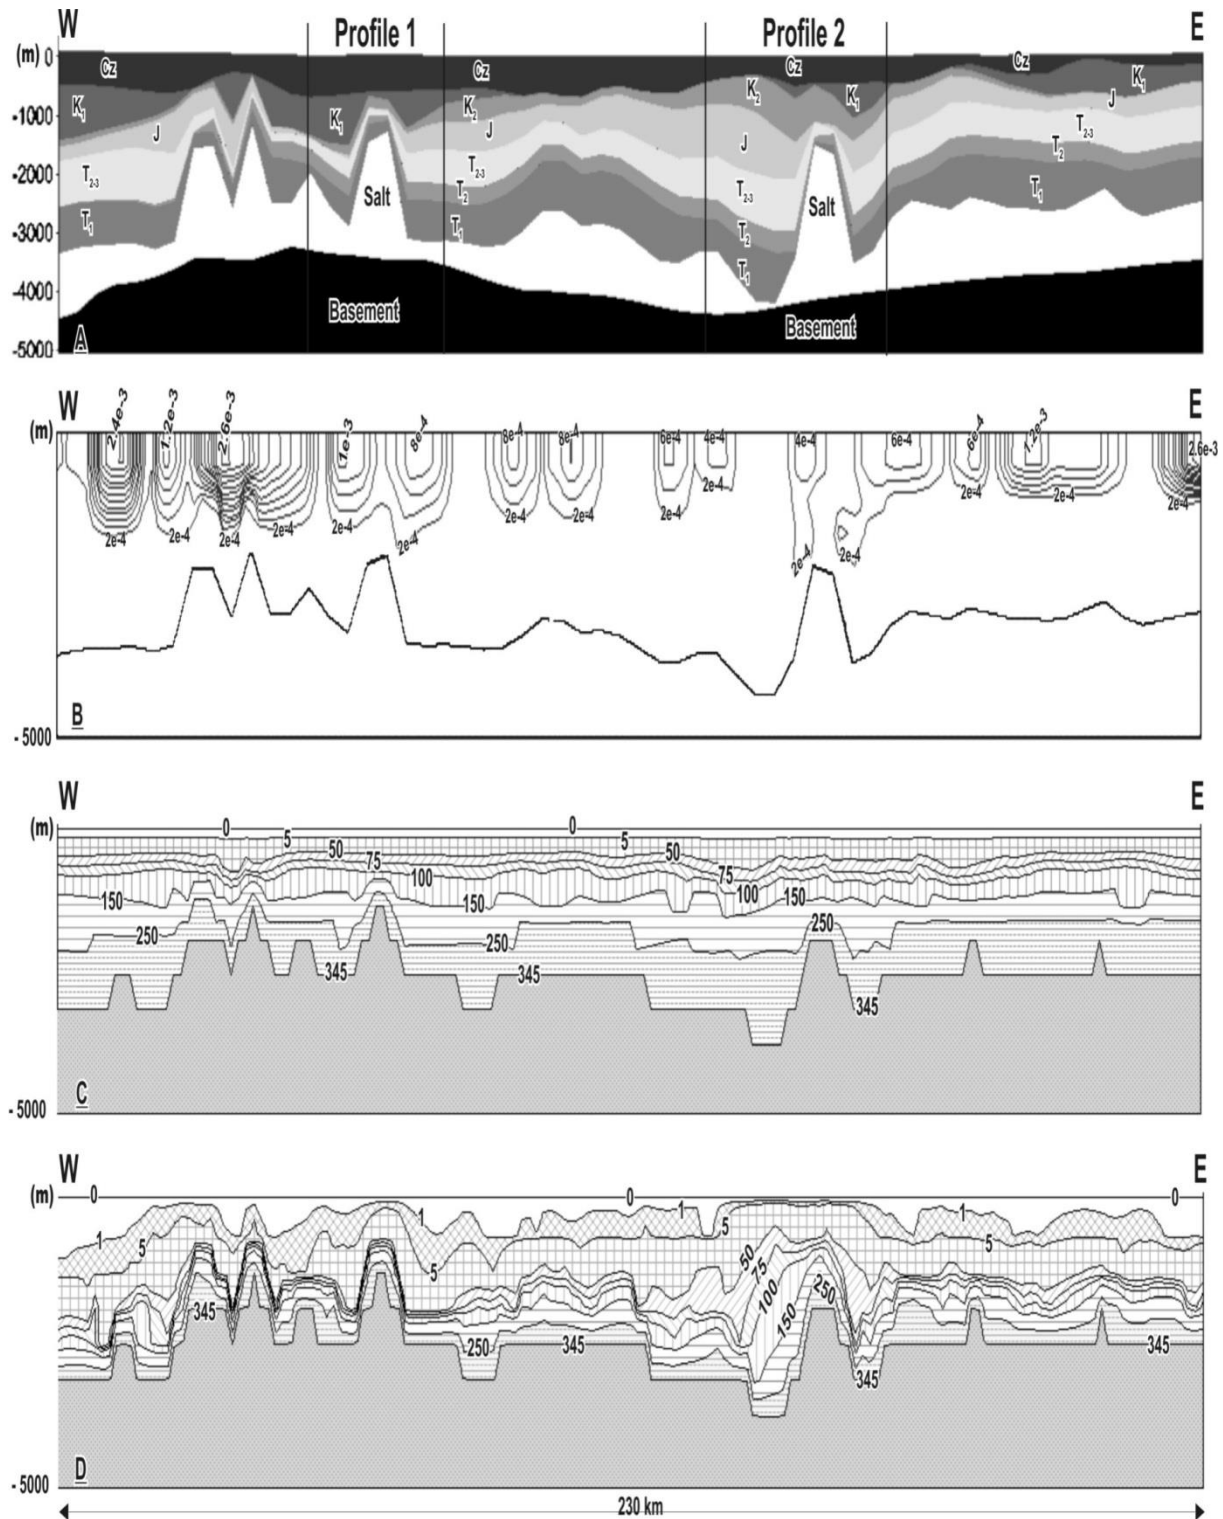 W Profile 1 Profile 2 E
(m) 0
Cz Cz Cz Cz
K₁ K₁ K₂ K₂ K₁ K₁
-1000
J J J J
T₂₋₃ T₂₋₃ T₂₋₃ T₂₋₃
-2000
T₂ T₂ T₂
T₁ T₁ T₁ T₁
Salt Salt
-3000
-4000
Basement Basement
-5000
A
W E
(m)
2.4e-3 1.2e-3 2.6e-3 1e-3 8e-4 8e-4 8e-4 6e-4 4e-4 4e-4 6e-4 6e-4 1.2e-3 2.6e-3
2e-4 2e-4 2e-4 2e-4 2e-4 2e-4 2e-4 2e-4 2e-4 2e-4 2e-4 2e-4 2e-4 2e-4 2e-4
B
- 5000
W E
(m)
0 5 50 75 100 0 5 50 75 100 150
150 150 250
250 250
345 345 345
C
- 5000
W E
(m) 0 0 0
1 5 1 5 1 5 1 5
50 75 100 150 250
345 250 345 345 345
D
- 5000
230 km